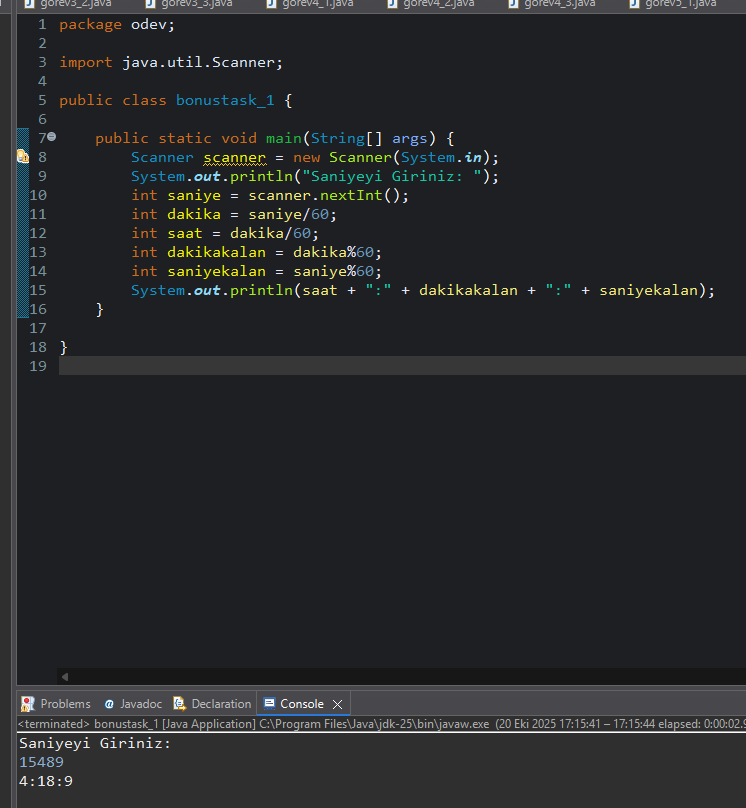 gorev3_2.java gorev3_3.java gorev4_1.java gorev4_2.java gorev4_3.java gorev5_1.java
1 package odev;
2
3 import java.util.Scanner;
4
5 public class bonustask_1 {
6
7 public static void main(String[] args) {
8 Scanner scanner = new Scanner(System.in);
9 System.out.println("Saniyeyi Giriniz: ");
10 int saniye = scanner.nextInt();
11 int dakika = saniye/60;
12 int saat = dakika/60;
13 int dakikakalan = dakika%60;
14 int saniyekalan = saniye%60;
15 System.out.println(saat + ":" + dakikakalan + ":" + saniyekalan);
16 }
17
18 }
19
Problems Javadoc Declaration Console
<terminated> bonustask_1 [Java Application] C:\Program Files\Java\jdk-25\bin\javaw.exe (20 Eki 2025 17:15:41 – 17:15:44 elapsed: 0:00:02.9
Saniyeyi Giriniz:
15489
4:18:9